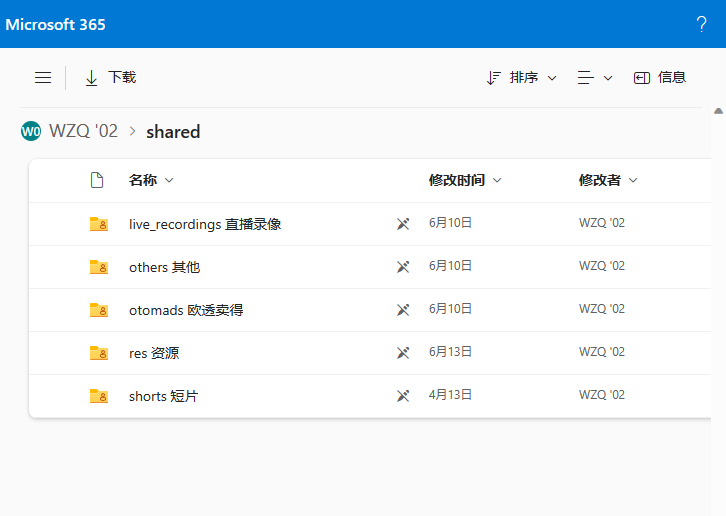 Microsoft 365 ?
下载 排序 信息
W0 WZQ '02 > shared
名称 修改时间 修改者
live_recordings 直播录像 6月10日 WZQ '02
others 其他 6月10日 WZQ '02
otomads 欧透卖得 6月10日 WZQ '02
res 资源 6月13日 WZQ '02
shorts 短片 4月13日 WZQ '02